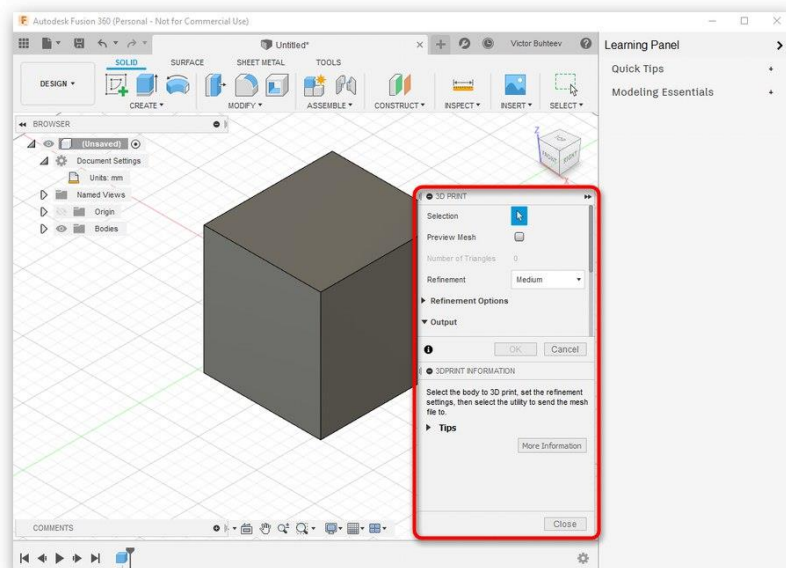 Autodesk Fusion 360 (Personal - Not for Commercial Use)
Untitled*
Victor Buhteev
Learning Panel
Quick Tips
Modeling Essentials
SOLID SURFACE SHEET METAL TOOLS
DESIGN
CREATE MODIFY ASSEMBLE CONSTRUCT INSPECT INSERT SELECT
BROWSER
(Unsaved)
Document Settings
Units: mm
Named Views
Origin
Bodies
Z
TOP
FRONT RIGHT
X
3D PRINT
Selection
Preview Mesh
Number of Triangles 0
Refinement Medium
Refinement Options
Output
OK Cancel
3DPRINT INFORMATION
Select the body to 3D print, set the refinement
settings, then select the utility to send the mesh
file to.
Tips
More Information
Close
COMMENTS